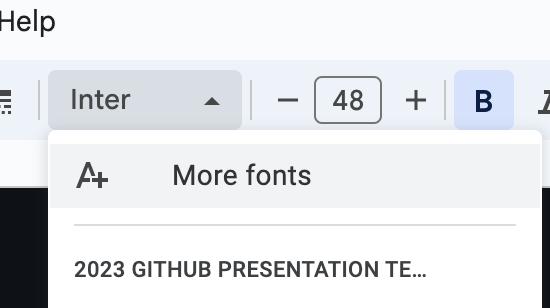 Help
Inter 48 B
More fonts
2023 GITHUB PRESENTATION TE…